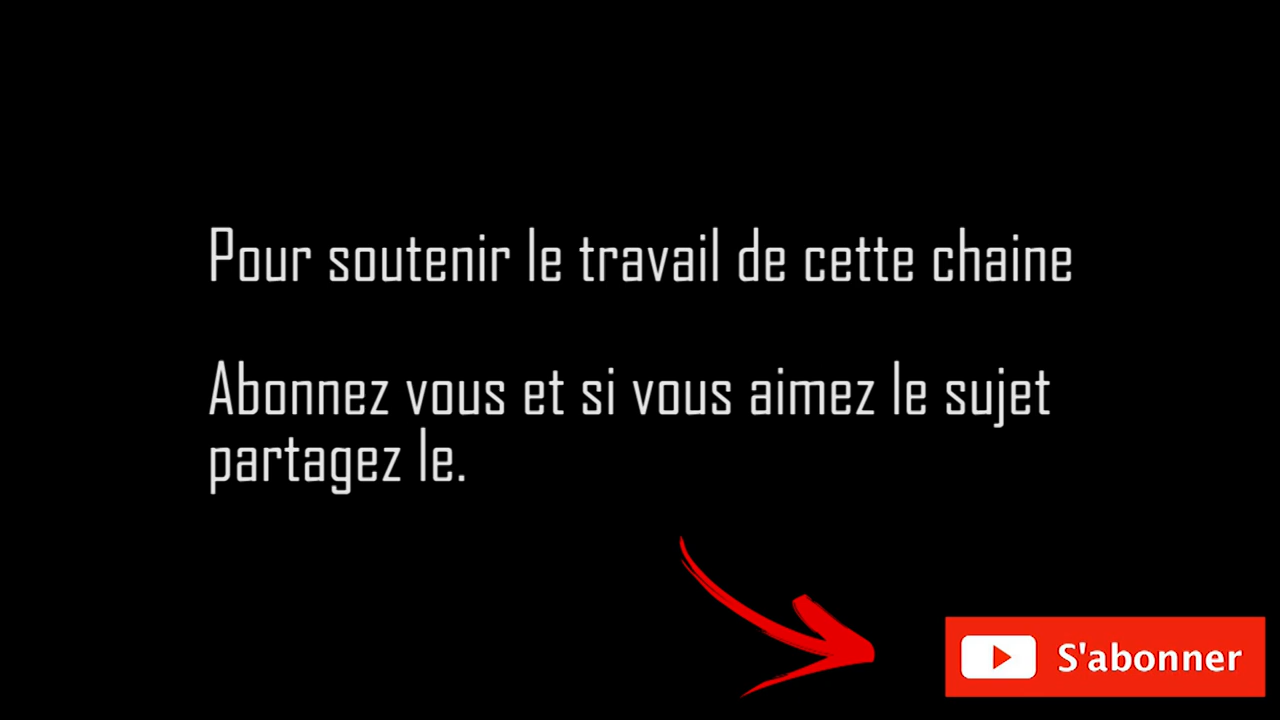 Pour soutenir le travail de cette chaine
Abonnez vous et si vous aimez le sujet
partagez le.
S'abonner